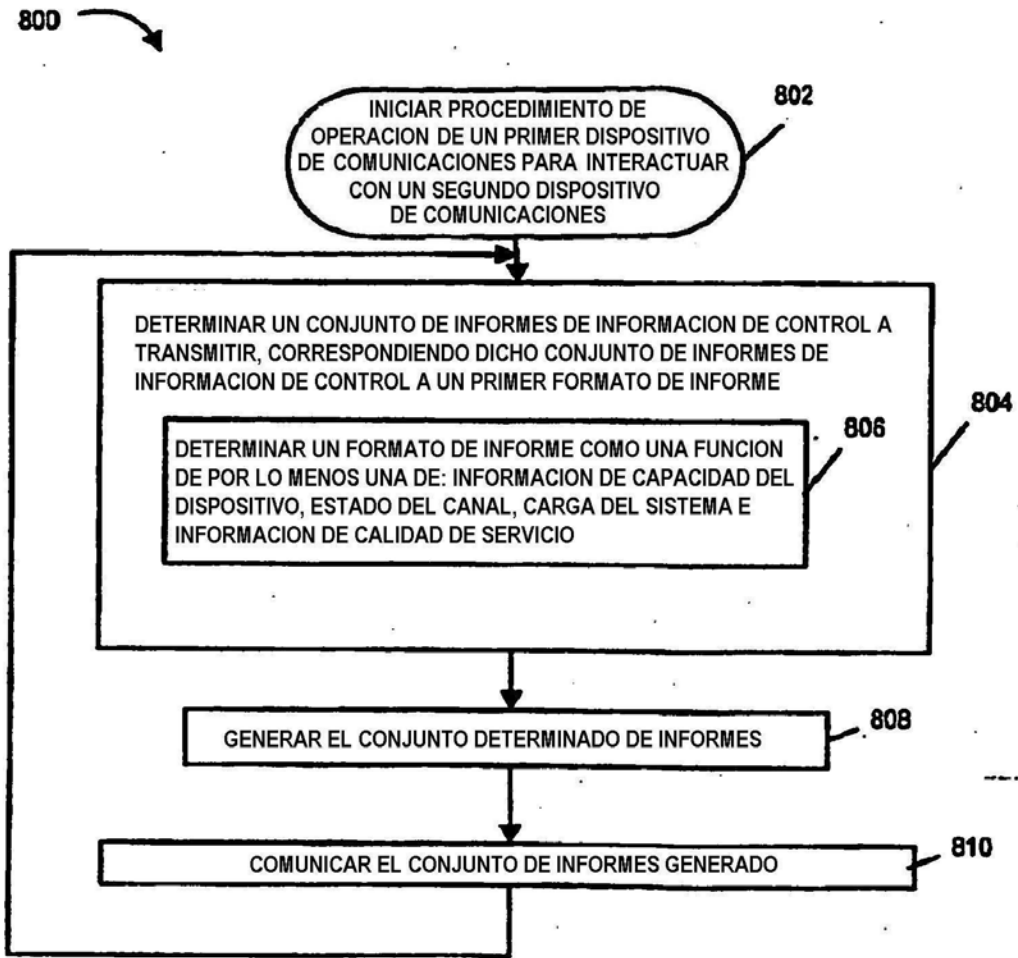 800
INICIAR PROCEDIMIENTO DE
OPERACION DE UN PRIMER DISPOSITIVO
DE COMUNICACIONES PARA INTERACTUAR
CON UN SEGUNDO DISPOSITIVO
DE COMUNICACIONES
802
DETERMINAR UN CONJUNTO DE INFORMES DE INFORMACION DE CONTROL A
TRANSMITIR, CORRESPONDIENDO DICHO CONJUNTO DE INFORMES DE
INFORMACION DE CONTROL A UN PRIMER FORMATO DE INFORME
804
DETERMINAR UN FORMATO DE INFORME COMO UNA FUNCION
DE POR LO MENOS UNA DE: INFORMACION DE CAPACIDAD DEL
DISPOSITIVO, ESTADO DEL CANAL, CARGA DEL SISTEMA E
INFORMACION DE CALIDAD DE SERVICIO
806
GENERAR EL CONJUNTO DETERMINADO DE INFORMES
808
COMUNICAR EL CONJUNTO DE INFORMES GENERADO
810